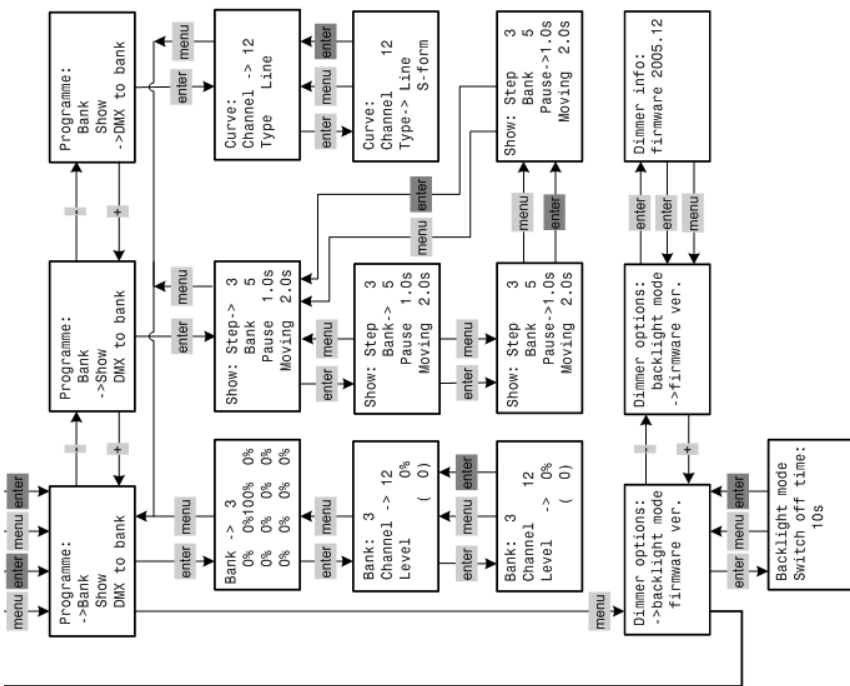 menu
enter
menu
enter
Programme:
->Bank
Show
DMX to bank
-
+
Programme:
Bank
->Show
DMX to bank
-
+
Programme:
Bank
Show
->DMX to bank
enter
menu
enter
menu
enter
menu
Bank -> 3
0% 0%100% 0%
0% 0% 0% 0%
0% 0% 0% 0%
Show: Step-> 3
Bank 5
Pause 1.0s
Moving 2.0s
Curve:
Channel -> 12
Type Line
enter
menu
enter
menu
enter
menu
enter
Bank: 3
Channel -> 12
Level 0%
( 0)
Show: Step 3
Bank-> 5
Pause 1.0s
Moving 2.0s
Curve:
Channel 12
Type-> Line
S-form
menu
enter
enter
menu
enter
enter
menu
Bank: 3
Channel 12
Level -> 0%
( 0)
Show: Step 3
Bank 5
Pause->1.0s
Moving 2.0s
menu
enter
Show: Step 3
Bank 5
Pause->1.0s
Moving 2.0s
menu
Dimmer options:
->backlight mode
firmware ver.
-
+
Dimmer options:
backlight mode
->firmware ver.
enter
enter
menu
Dimmer info:
firmware 2005.12
enter
menu
enter
Backlight mode
Switch off time:
10s